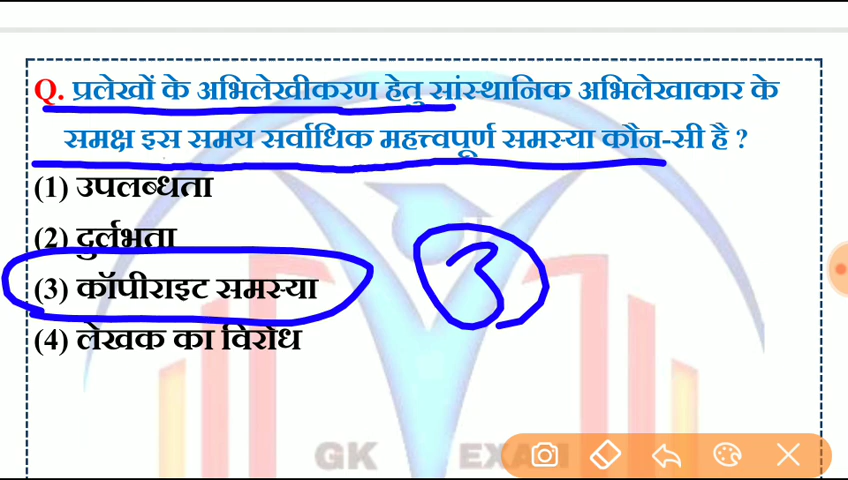 Q. प्रलेखों के अभिलेखीकरण हेतु सांस्थानिक अभिलेखाकार के
समक्ष इस समय सर्वाधिक महत्त्वपूर्ण समस्या कौन-सी है ?
(1) उपलब्धता
(2) दुर्लभता
(3) कॉपीराइट समस्या
3
(4) लेखक का विरोध
GK EXAM